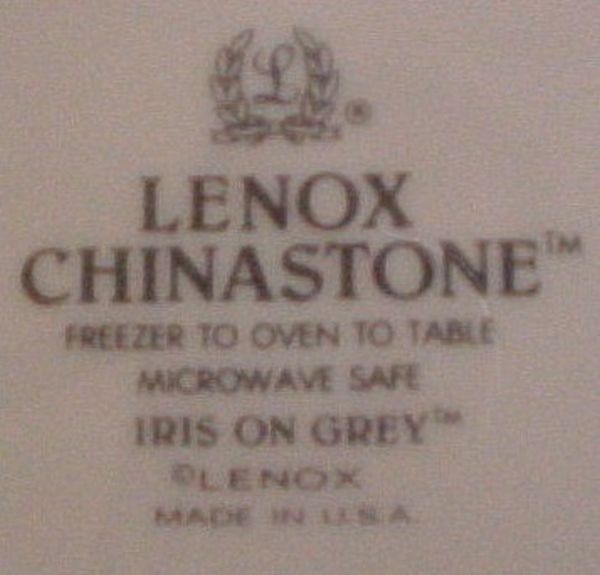 L®
LENOX
CHINASTONE™
FREEZER TO OVEN TO TABLE
MICROWAVE SAFE
IRIS ON GREY™
©LENOX
MADE IN U.S.A.